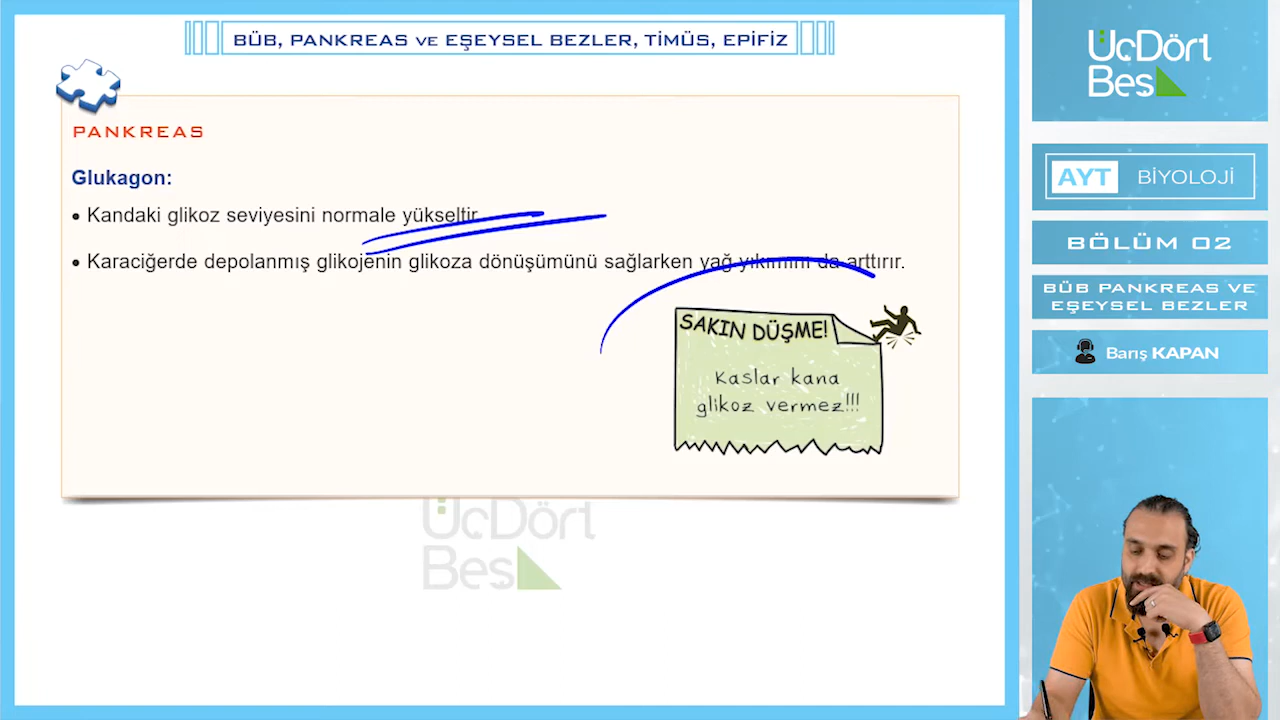 BÜB, PANKREAS VE EŞEYSEL BEZLER, TİMÜS, EPİFİZ
PANKREAS
Glukagon:
• Kandaki glikoz seviyesini normale yükseltir.
• Karaciğerde depolanmış glikojenin glikoza dönüşümünü sağlarken yağ yıkımını da arttırır.
SAKIN DÜŞME!
Kaslar kana
glikoz vermez!!!
ÜçDört
Beş
ÜçDört
Beş
AYT BİYOLOJİ
BÖLÜM 02
BÜB PANKREAS VE
EŞEYSEL BEZLER
Barış KAPAN